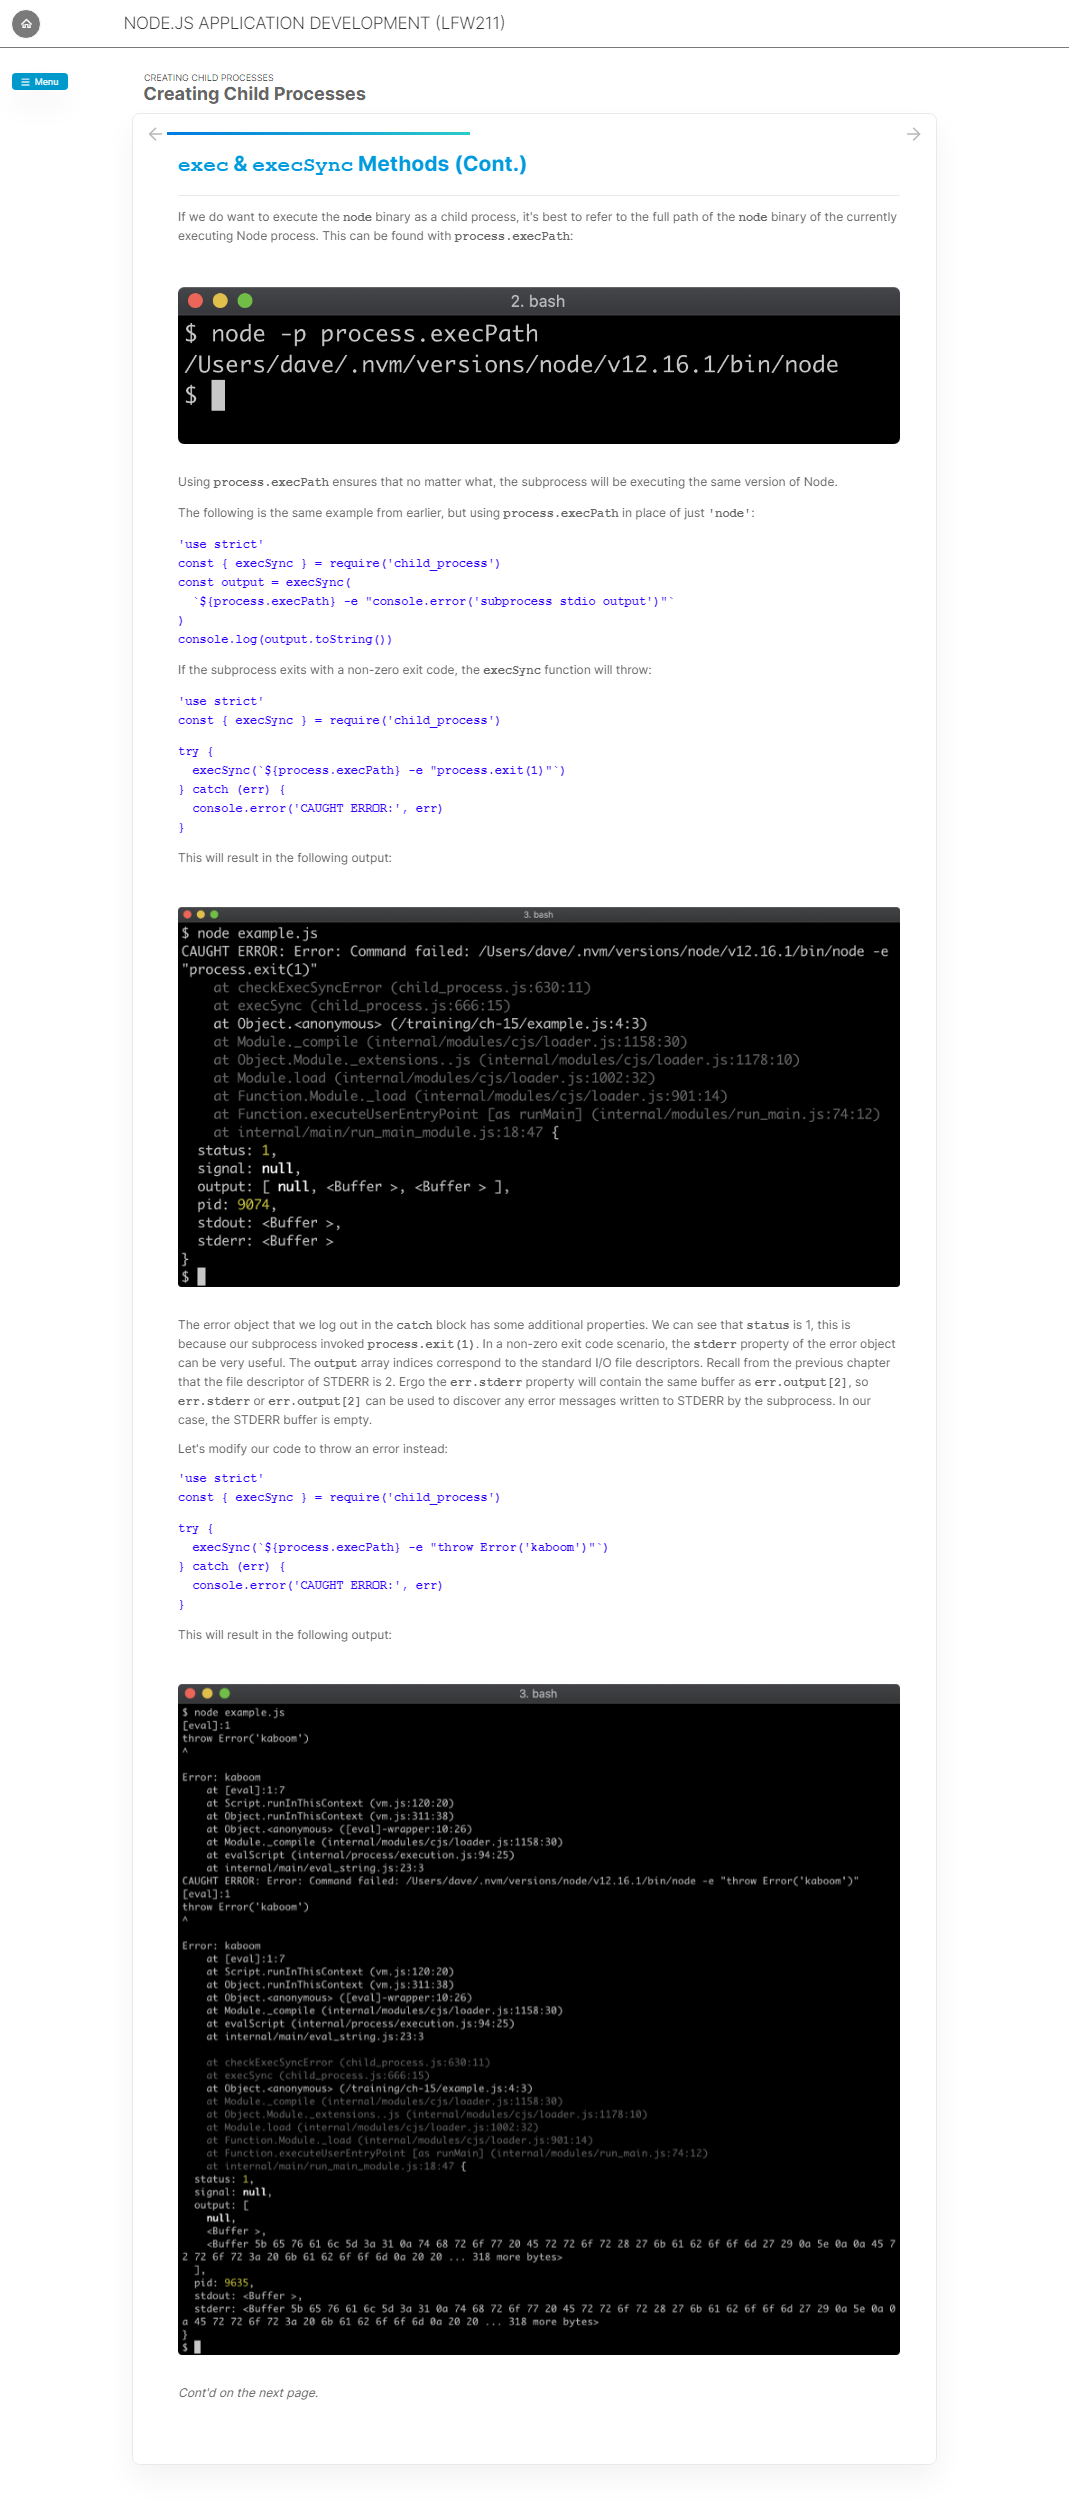 NODE.JS APPLICATION DEVELOPMENT (LFW211)
Menu
CREATING CHILD PROCESSES
Creating Child Processes
exec & execSync Methods (Cont.)
If we do want to execute the node binary as a child process, it's best to refer to the full path of the node binary of the currently
executing Node process. This can be found with process.execPath:
2. bash
$ node -p process.execPath
/Users/dave/.nvm/versions/node/v12.16.1/bin/node
$
Using process.execPath ensures that no matter what, the subprocess will be executing the same version of Node.
The following is the same example from earlier, but using process.execPath in place of just 'node':
'use strict'
const { execSync } = require('child_process')
const output = execSync(
  `${process.execPath} -e "console.error('subprocess stdio output')"`
)
console.log(output.toString())
If the subprocess exits with a non-zero exit code, the execSync function will throw:
'use strict'
const { execSync } = require('child_process')
try {
  execSync(`${process.execPath} -e "process.exit(1)"`)
} catch (err) {
  console.error('CAUGHT ERROR:', err)
}
This will result in the following output:
3. bash
$ node example.js
CAUGHT ERROR: Error: Command failed: /Users/dave/.nvm/versions/node/v12.16.1/bin/node -e
"process.exit(1)"
    at checkExecSyncError (child_process.js:630:11)
    at execSync (child_process.js:666:15)
    at Object.<anonymous> (/training/ch-15/example.js:4:3)
    at Module._compile (internal/modules/cjs/loader.js:1158:30)
    at Object.Module._extensions..js (internal/modules/cjs/loader.js:1178:10)
    at Module.load (internal/modules/cjs/loader.js:1002:32)
    at Function.Module._load (internal/modules/cjs/loader.js:901:14)
    at Function.executeUserEntryPoint [as runMain] (internal/modules/run_main.js:74:12)
    at internal/main/run_main_module.js:18:47 {
  status: 1,
  signal: null,
  output: [ null, <Buffer >, <Buffer > ],
  pid: 9074,
  stdout: <Buffer >,
  stderr: <Buffer >
}
$
The error object that we log out in the catch block has some additional properties. We can see that status is 1, this is
because our subprocess invoked process.exit(1). In a non-zero exit code scenario, the stderr property of the error object
can be very useful. The output array indices correspond to the standard I/O file descriptors. Recall from the previous chapter
that the file descriptor of STDERR is 2. Ergo the err.stderr property will contain the same buffer as err.output[2], so
err.stderr or err.output[2] can be used to discover any error messages written to STDERR by the subprocess. In our
case, the STDERR buffer is empty.
Let's modify our code to throw an error instead:
'use strict'
const { execSync } = require('child_process')
try {
  execSync(`${process.execPath} -e "throw Error('kaboom')"`)
} catch (err) {
  console.error('CAUGHT ERROR:', err)
}
This will result in the following output:
3. bash
$ node example.js
[eval]:1
throw Error('kaboom')
^
Error: kaboom
    at [eval]:1:7
    at Script.runInThisContext (vm.js:120:20)
    at Object.runInThisContext (vm.js:311:38)
    at Object.<anonymous> ([eval]-wrapper:10:26)
    at Module._compile (internal/modules/cjs/loader.js:1158:30)
    at evalScript (internal/process/execution.js:94:25)
    at internal/main/eval_string.js:23:3
CAUGHT ERROR: Error: Command failed: /Users/dave/.nvm/versions/node/v12.16.1/bin/node -e "throw Error('kaboom')"
[eval]:1
throw Error('kaboom')
^
Error: kaboom
    at [eval]:1:7
    at Script.runInThisContext (vm.js:120:20)
    at Object.runInThisContext (vm.js:311:38)
    at Object.<anonymous> ([eval]-wrapper:10:26)
    at Module._compile (internal/modules/cjs/loader.js:1158:30)
    at evalScript (internal/process/execution.js:94:25)
    at internal/main/eval_string.js:23:3
    at checkExecSyncError (child_process.js:630:11)
    at execSync (child_process.js:666:15)
    at Object.<anonymous> (/training/ch-15/example.js:4:3)
    at Module._compile (internal/modules/cjs/loader.js:1158:30)
    at Object.Module._extensions..js (internal/modules/cjs/loader.js:1178:10)
    at Module.load (internal/modules/cjs/loader.js:1002:32)
    at Function.Module._load (internal/modules/cjs/loader.js:901:14)
    at Function.executeUserEntryPoint [as runMain] (internal/modules/run_main.js:74:12)
    at internal/main/run_main_module.js:18:47 {
  status: 1,
  signal: null,
  output: [
    null,
    <Buffer >,
    <Buffer 5b 65 76 61 6c 5d 3a 31 0a 74 68 72 6f 77 20 45 72 72 6f 72 28 27 6b 61 62 6f 6f 6d 27 29 0a 5e 0a 0a 45 7
2 72 6f 72 3a 20 6b 61 62 6f 6f 6d 0a 20 20 ... 318 more bytes>
  ],
  pid: 9635,
  stdout: <Buffer >,
  stderr: <Buffer 5b 65 76 61 6c 5d 3a 31 0a 74 68 72 6f 77 20 45 72 72 6f 72 28 27 6b 61 62 6f 6f 6d 27 29 0a 5e 0a 0
a 45 72 72 6f 72 3a 20 6b 61 62 6f 6f 6d 0a 20 20 ... 318 more bytes>
}
$
Cont'd on the next page.